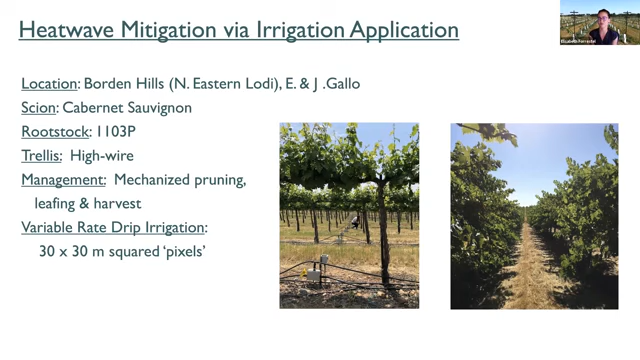 Heatwave Mitigation via Irrigation Application
Location: Borden Hills (N. Eastern Lodi), E. & J .Gallo
Scion: Cabernet Sauvignon
Rootstock: 1103P
Trellis: High-wire
Management: Mechanized pruning,
leafing & harvest
Variable Rate Drip Irrigation:
30 x 30 m squared ‘pixels’